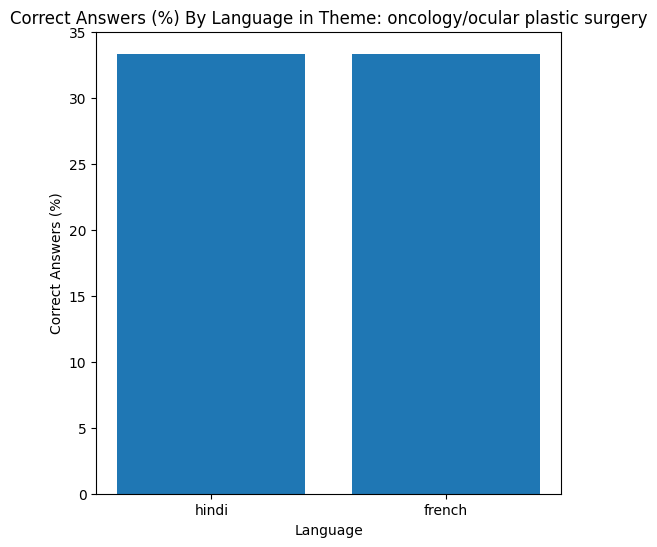 Correct Answers (%) By Language in Theme: oncology/ocular plastic surgery
35
30
25
20
15
10
5
0
Correct Answers (%)
hindi
french
Language